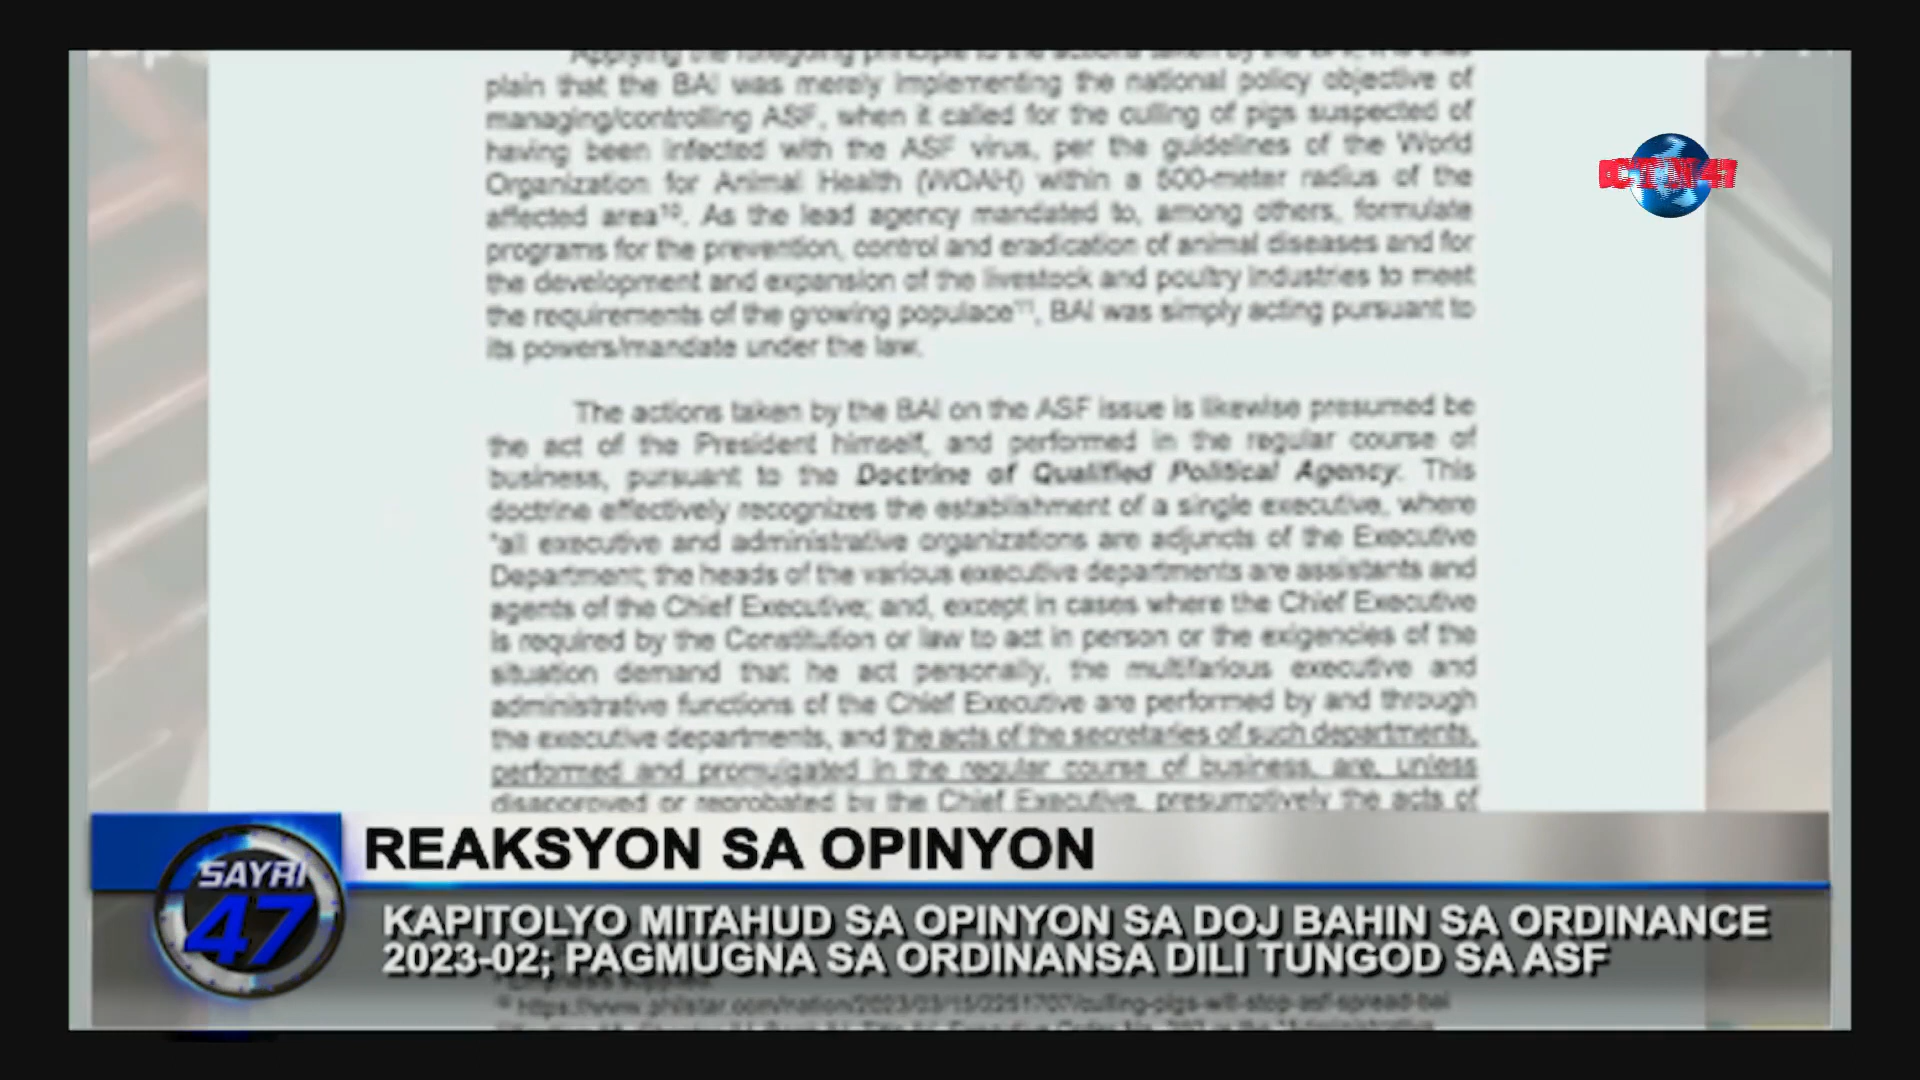 plain that the BAI was merely implementing the national policy objective of
managing/controlling ASF, when it called for the culling of pigs suspected of
having been infected with the ASF virus, per the guidelines of the World
Organization for Animal Health (WOAH) within a 500-meter radius of the
affected area¹⁰. As the lead agency mandated to, among others, formulate
programs for the prevention, control and eradication of animal diseases and for
the development and expansion of the livestock and poultry industries to meet
the requirements of the growing populace¹¹, BAI was simply acting pursuant to
its powers/mandate under the law.
The actions taken by the BAI on the ASF issue is likewise presumed be
the act of the President himself, and performed in the regular course of
business, pursuant to the Doctrine of Qualified Political Agency. This
doctrine effectively recognizes the establishment of a single executive, where
"all executive and administrative organizations are adjuncts of the Executive
Department; the heads of the various executive departments are assistants and
agents of the Chief Executive; and, except in cases where the Chief Executive
is required by the Constitution or law to act in person or the exigencies of the
situation demand that he act personally, the multifarious executive and
administrative functions of the Chief Executive are performed by and through
the executive departments, and the acts of the secretaries of such departments,
performed and promulgated in the regular course of business, are, unless
disapproved or reprobated by the Chief Executive, presumptively the acts of
REAKSYON SA OPINYON
SAYRI
47
KAPITOLYO MITAHUD SA OPINYON SA DOJ BAHIN SA ORDINANCE
2023-02; PAGMUGNA SA ORDINANSA DILI TUNGOD SA ASF